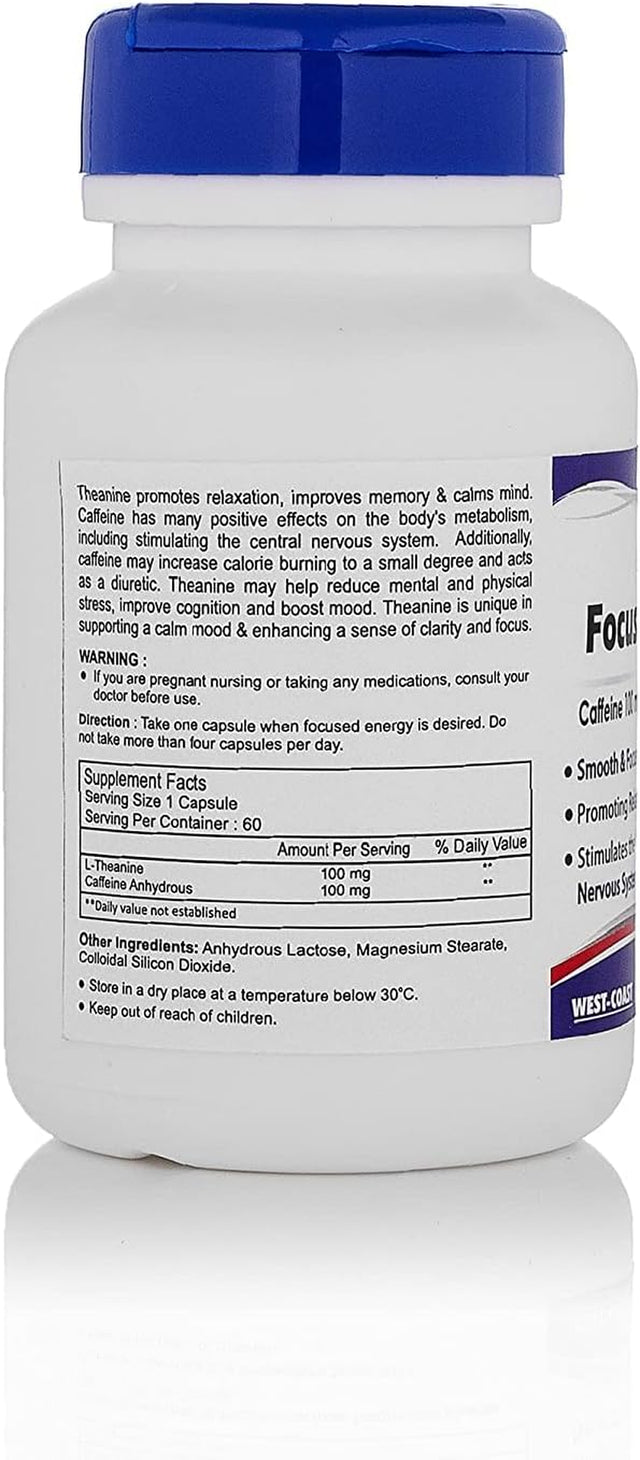 Theanine promotes relaxation, improves memory & calms mind.
Caffeine has many positive effects on the body's metabolism,
including stimulating the central nervous system. Additionally,
caffeine may increase calorie burning to a small degree and acts
as a diuretic. Theanine may help reduce mental and physical
stress, improve cognition and boost mood. Theanine is unique in
supporting a calm mood & enhancing a sense of clarity and focus.
WARNING :
• If you are pregnant nursing or taking any medications, consult your
doctor before use.
Direction : Take one capsule when focused energy is desired. Do
not take more than four capsules per day.
Supplement Facts
Serving Size 1 Capsule
Serving Per Container : 60
Amount Per Serving % Daily Value
L-Theanine 100 mg **
Caffeine Anhydrous 100 mg **
**Daily value not established
Other Ingredients: Anhydrous Lactose, Magnesium Stearate,
Colloidal Silicon Dioxide.
• Store in a dry place at a temperature below 30°C.
• Keep out of reach of children.
Focus
Caffeine 100
• Smooth &
• Promoting
• Stimulates
Nervous
WEST-COAST